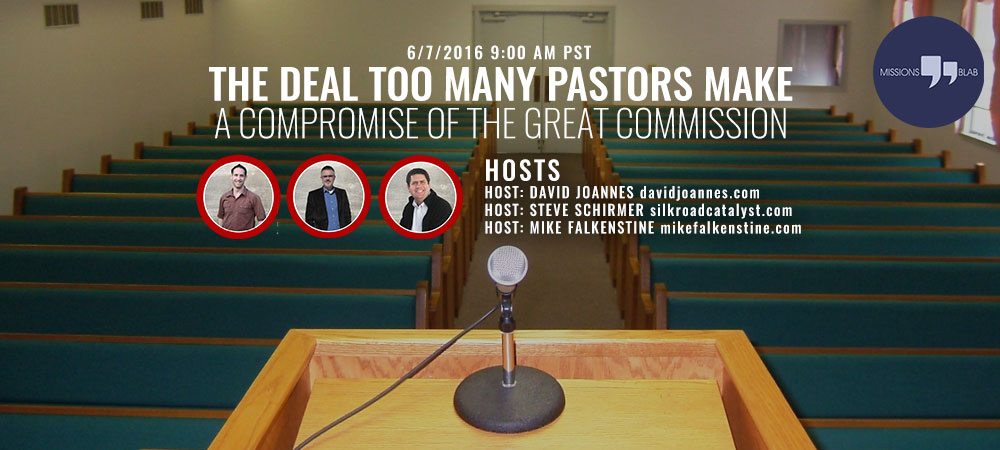 6/7/2016 9:00 AM PST
THE DEAL TOO MANY PASTORS MAKE
A COMPROMISE OF THE GREAT COMMISSION
MISSIONS BLAB
HOSTS
HOST: DAVID JOANNES davidjoannes.com
HOST: STEVE SCHIRMER silkroadcatalyst.com
HOST: MIKE FALKENSTINE mikefalkenstine.com